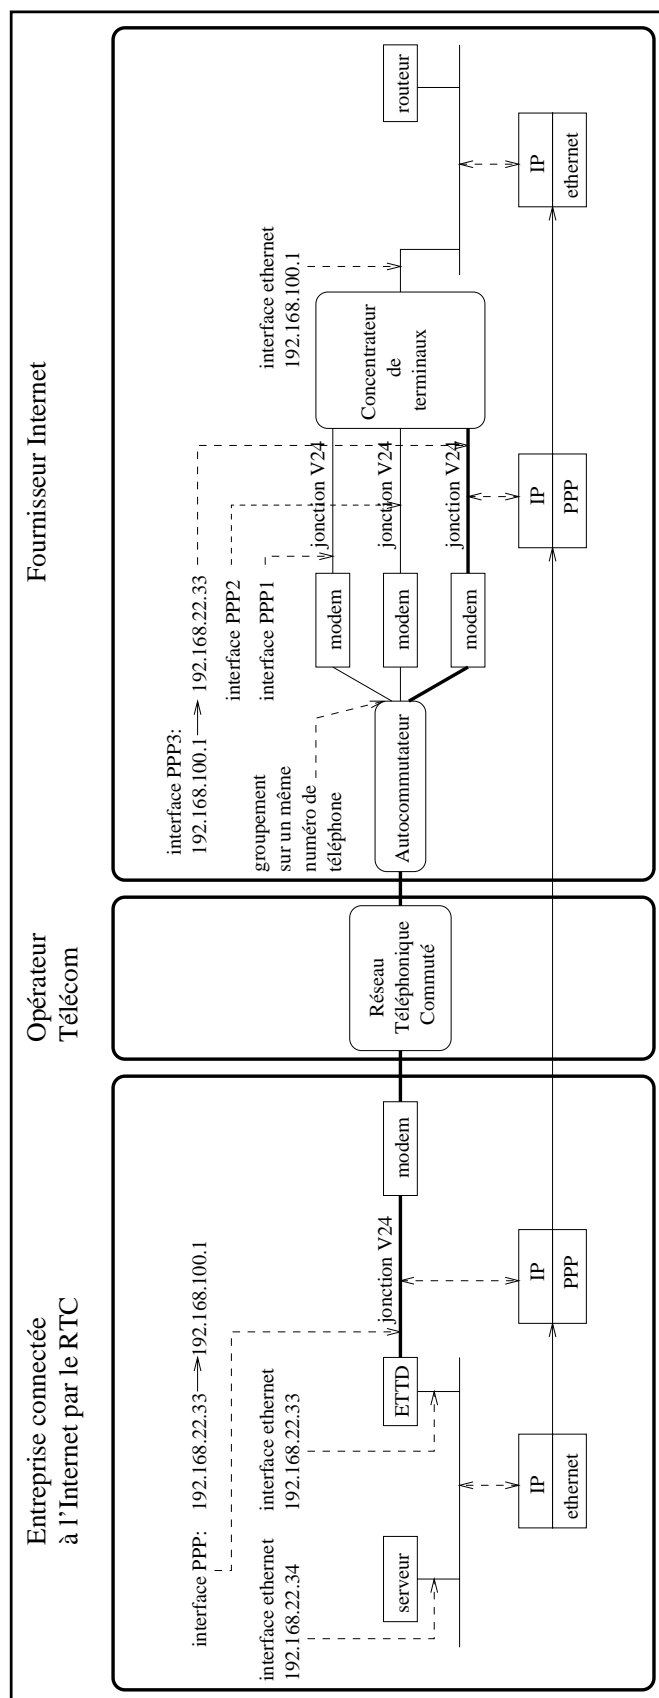 Entreprise connectée
à l'Internet par le RTC
interface PPP:
192.168.22.33
192.168.100.1
interface ethernet
192.168.22.34
interface ethernet
192.168.22.33
serveur
ETTD
jonction V24
modem
IP
ethernet
IP
PPP
Opérateur
Télécom
Réseau
Téléphonique
Commuté
Fournisseur Internet
interface PPP3:
192.168.100.1
192.168.22.33
interface PPP2
interface PPP1
groupement
sur un même
numéro de
téléphone
Autocommutateur
modem
modem
modem
jonction V24
jonction V24
jonction V24
Concentrateur
de
terminaux
interface ethernet
192.168.100.1
routeur
IP
PPP
IP
ethernet